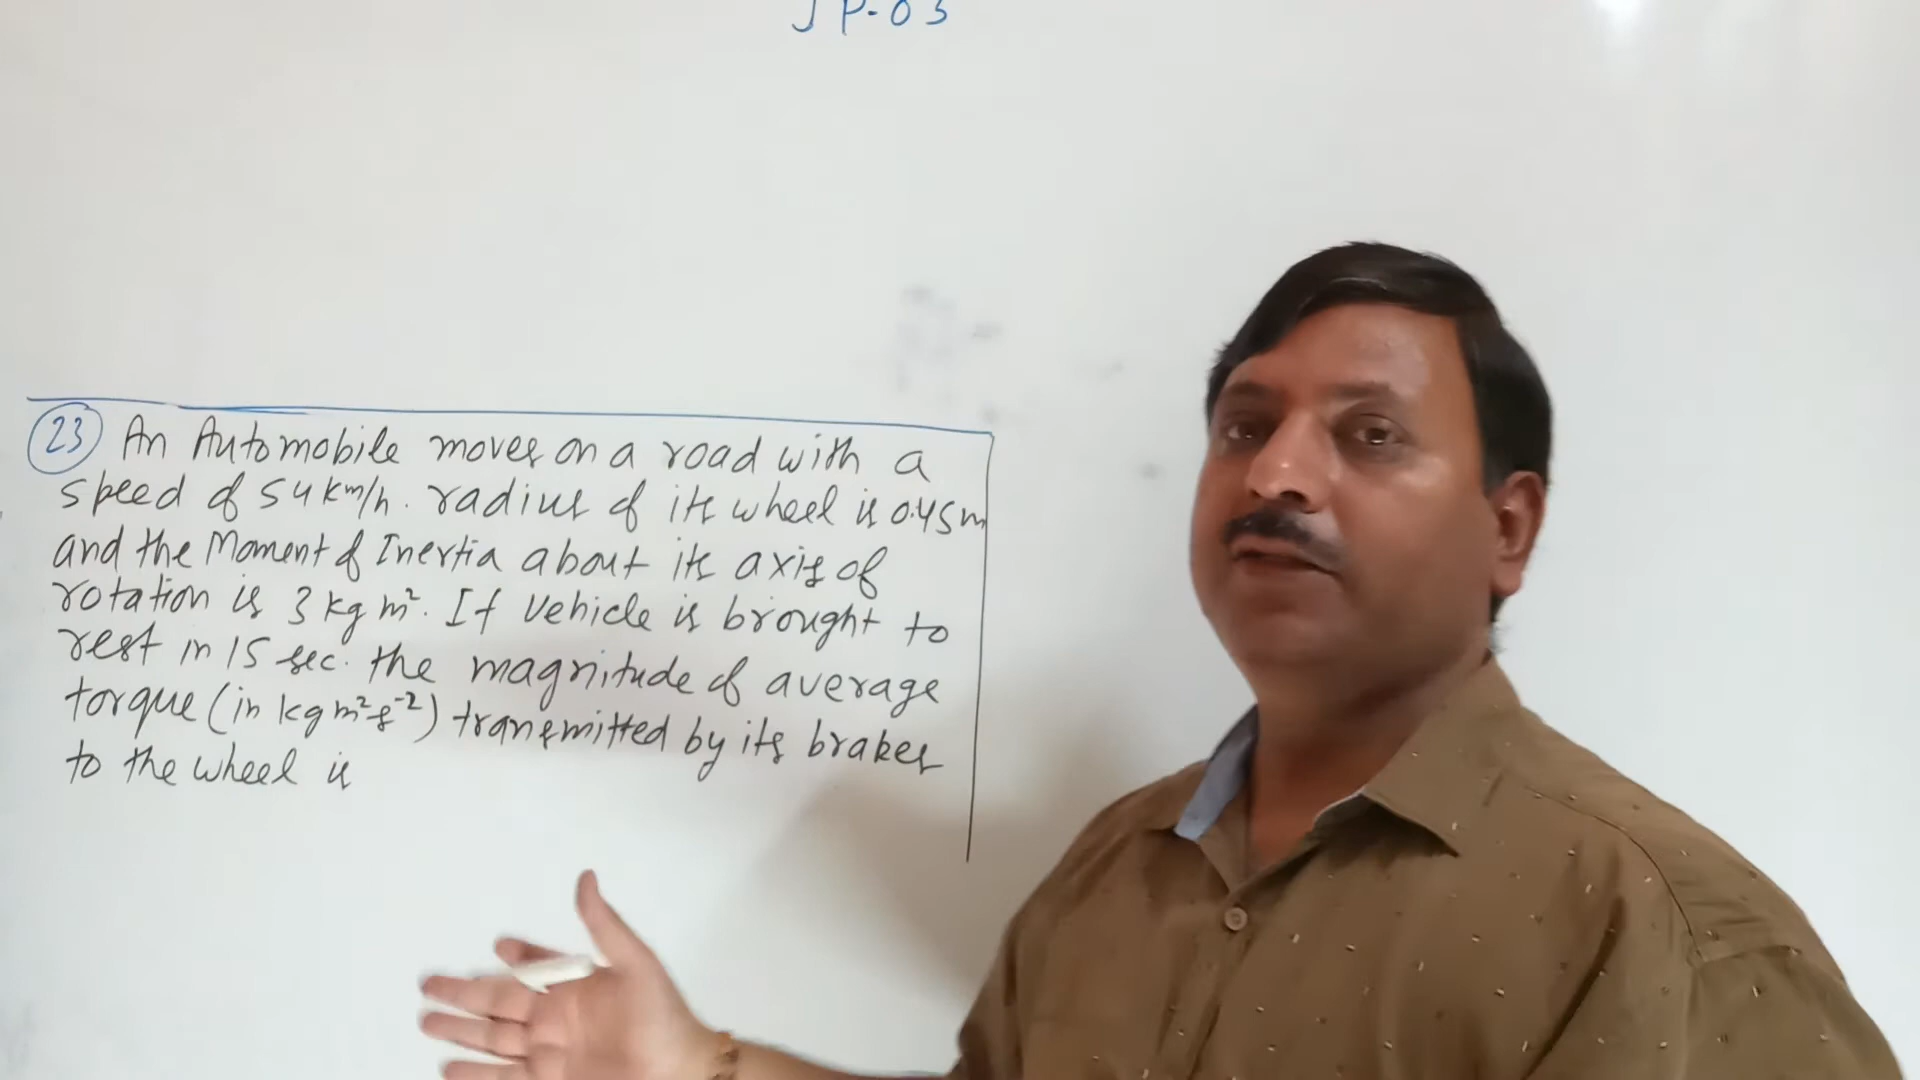 JP-03
23 An Automobile moves on a road with a
speed of 54 km/h. radius of its wheel is 0.45m
and the Moment of Inertia about its axis of
rotation is 3 kg m². If vehicle is brought to
rest in 15 sec. the magnitude of average
torque (in kg m² s⁻²) transmitted by its brakes
to the wheel is